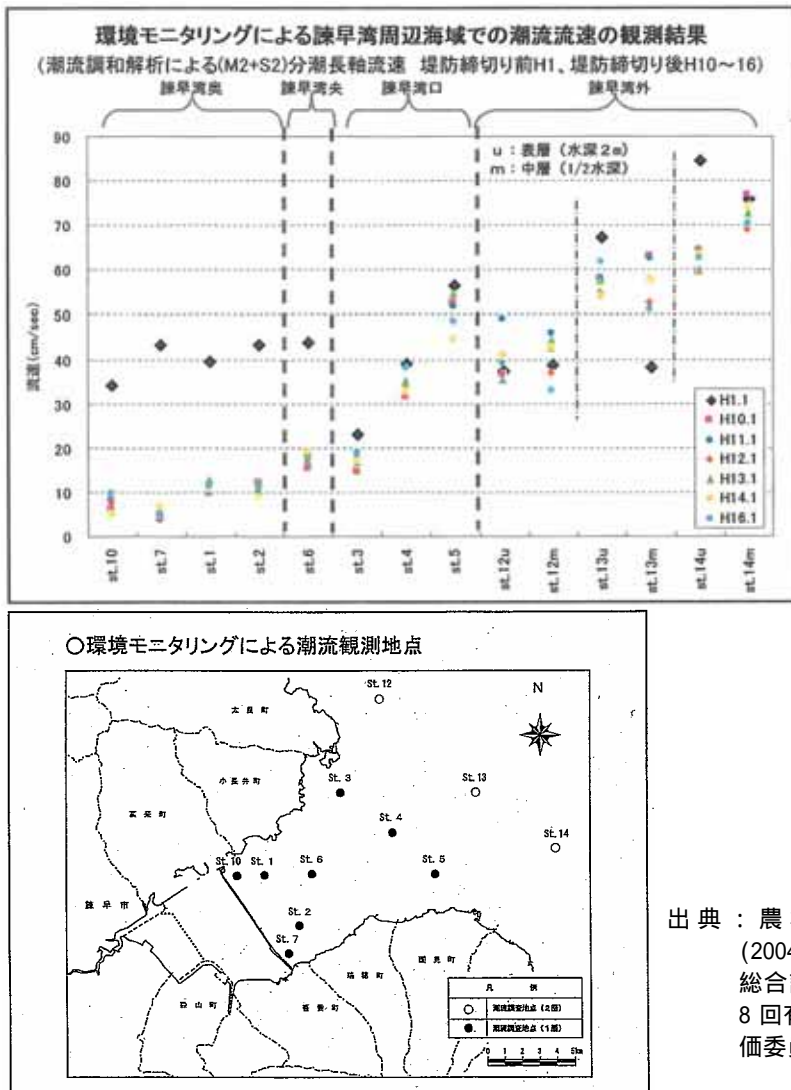 環境モニタリングによる諫早湾周辺海域での潮流流速の観測結果
(潮流調和解析による(M2+S2)分潮長軸流速 堤防締切り前H1、堤防締切り後H10～16)
諫早湾奥 諫早湾央 諫早湾口 諫早湾外
u : 表層 (水深2m)
m : 中層 (1/2水深)
流速(cm/sec)
90
80
70
60
50
40
30
20
10
0
H1.1
H10.1
H11.1
H12.1
H13.1
H14.1
H16.1
st.10 st.7 st.1 st.2 st.6 st.3 st.4 st.5 st.12u st.12m st.13u st.13m st.14u st.14m
○環境モニタリングによる潮流観測地点
St.12
N
太良町
小長井町
St.3
St.13
高来町
St.4
St.14
St.10 St.1 St.6 St.5
諫早市
St.2
St.7
国見町
瑞穂町
吾妻町
凡例
○ 潮流調査地点(2層)
● 潮流調査地点(1層)
0 1 2 3 4 5km
出典:農
(2004
総合
8回有
価委